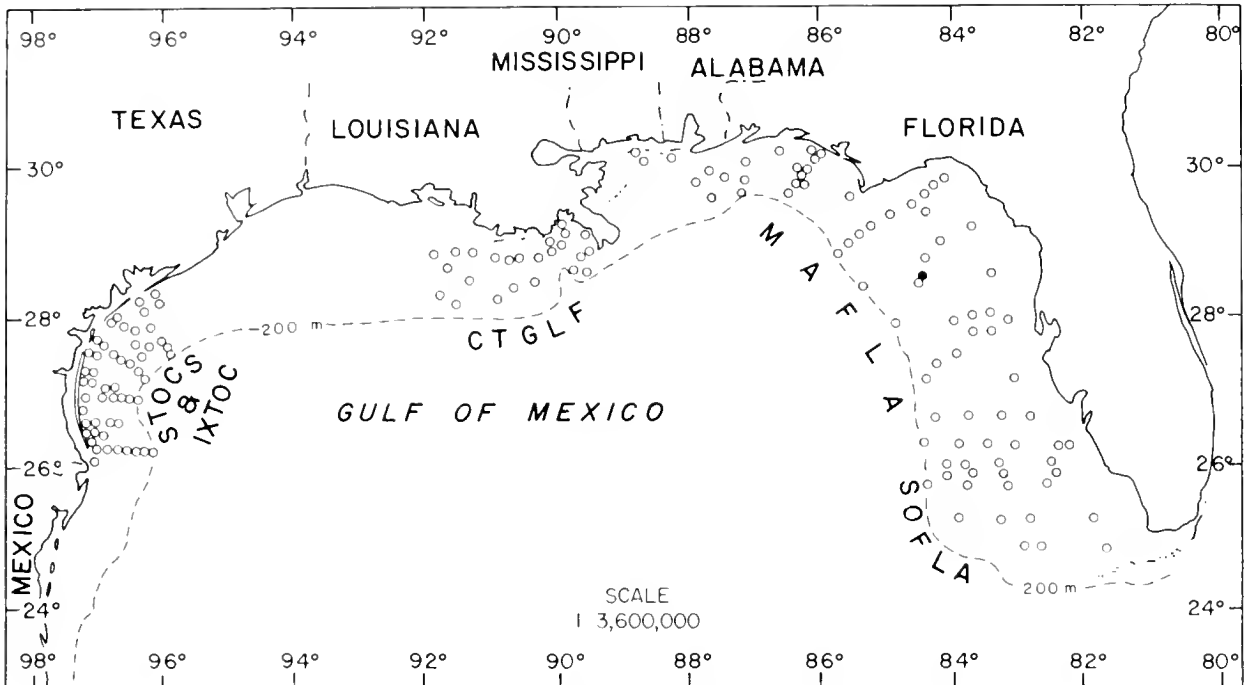 98° 96° 94° 92° 90° 88° 86° 84° 82° 80°
MISSISSIPPI ALABAMA
TEXAS LOUISIANA FLORIDA
30° 30°
M A F L A
28° 200 m CTGLF 28°
STOCS
&
IXTOC
GULF OF MEXICO
26° 26°
SOFLA
MEXICO
200 m
SCALE
24° 1 3,600,000 24°
98° 96° 94° 92° 90° 88° 86° 84° 82° 80°